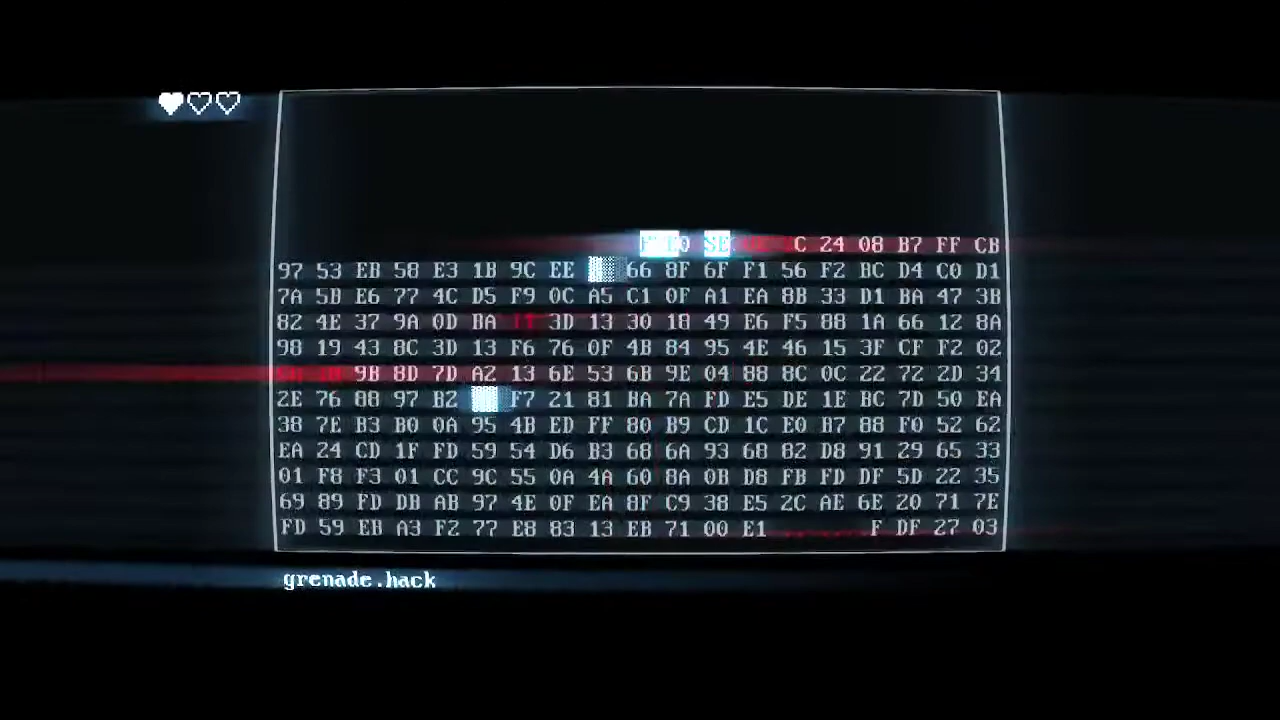 C 24 08 B7 FF CB
97 53 EB 58 E3 1B 9C EE 66 8F 6F F1 56 F2 BC D4 C0 D1
7A 5B E6 77 4C D5 F9 0C A5 C1 0F A1 EA 8B 33 D1 BA 47 3B
82 4E 37 9A 0D BA 3D 13 30 18 49 E6 F5 88 1A 66 12 8A
98 19 43 8C 3D 13 F6 76 0F 4B 84 95 4E 46 15 3F CF F2 02
9B 8D 7D A2 13 6E 53 6B 9E 04 88 8C 0C 22 72 2D 34
2E 76 88 97 B2 F7 21 81 BA 7A FD E5 DE 1E BC 7D 50 EA
38 7E B3 B0 0A 95 4B ED FF 80 B9 CD 1C E0 B7 88 F0 52 62
EA 24 CD 1F FD 59 54 D6 B3 68 6A 93 68 82 D8 91 29 65 33
01 F8 F3 01 CC 9C 55 0A 4A 60 8A 0B D8 FB FD DF 5D 22 35
69 89 FD DB AB 97 4E 0F EA 8F C9 38 E5 2C AE 6E 20 71 7E
FD 59 EB A3 F2 77 E8 83 13 EB 71 00 E1 F DF 27 03
grenade.hack